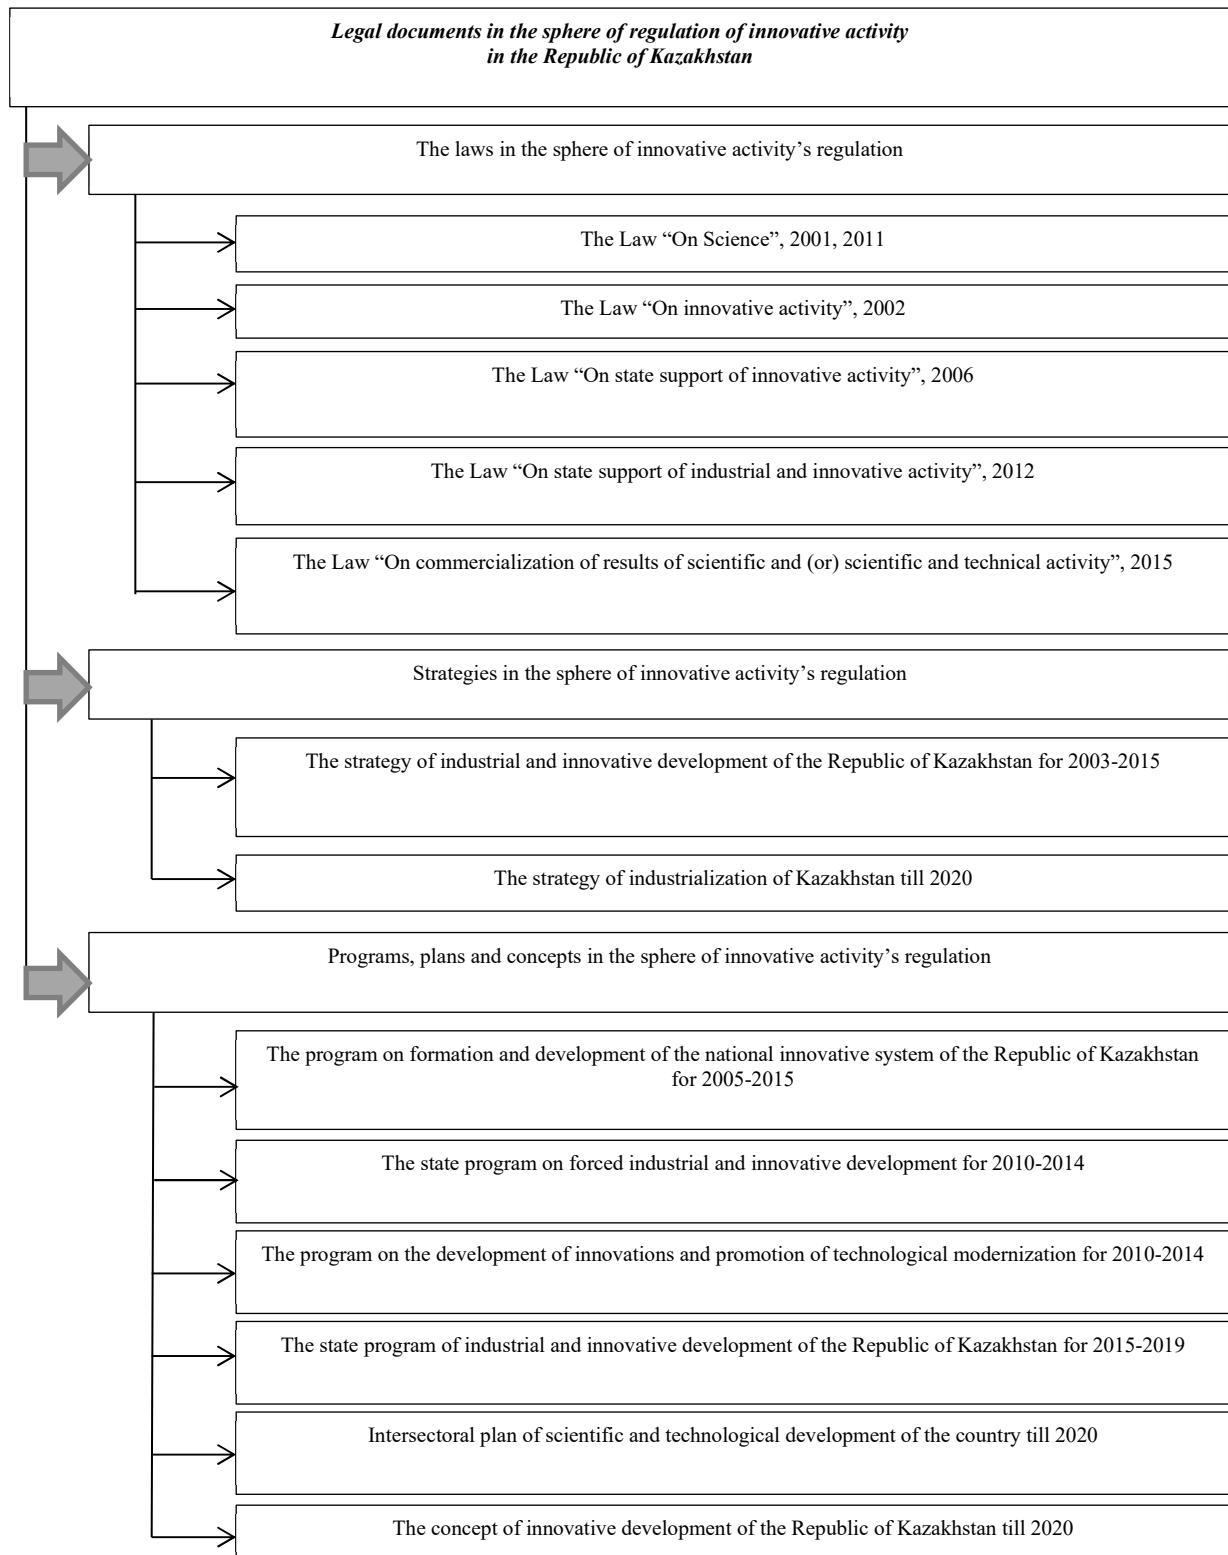 Legal documents in the sphere of regulation of innovative activity
in the Republic of Kazakhstan
The laws in the sphere of innovative activity’s regulation
The Law “On Science”, 2001, 2011
The Law “On innovative activity”, 2002
The Law “On state support of innovative activity”, 2006
The Law “On state support of industrial and innovative activity”, 2012
The Law “On commercialization of results of scientific and (or) scientific and technical activity”, 2015
Strategies in the sphere of innovative activity’s regulation
The strategy of industrial and innovative development of the Republic of Kazakhstan for 2003-2015
The strategy of industrialization of Kazakhstan till 2020
Programs, plans and concepts in the sphere of innovative activity’s regulation
The program on formation and development of the national innovative system of the Republic of Kazakhstan
for 2005-2015
The state program on forced industrial and innovative development for 2010-2014
The program on the development of innovations and promotion of technological modernization for 2010-2014
The state program of industrial and innovative development of the Republic of Kazakhstan for 2015-2019
Intersectoral plan of scientific and technological development of the country till 2020
The concept of innovative development of the Republic of Kazakhstan till 2020